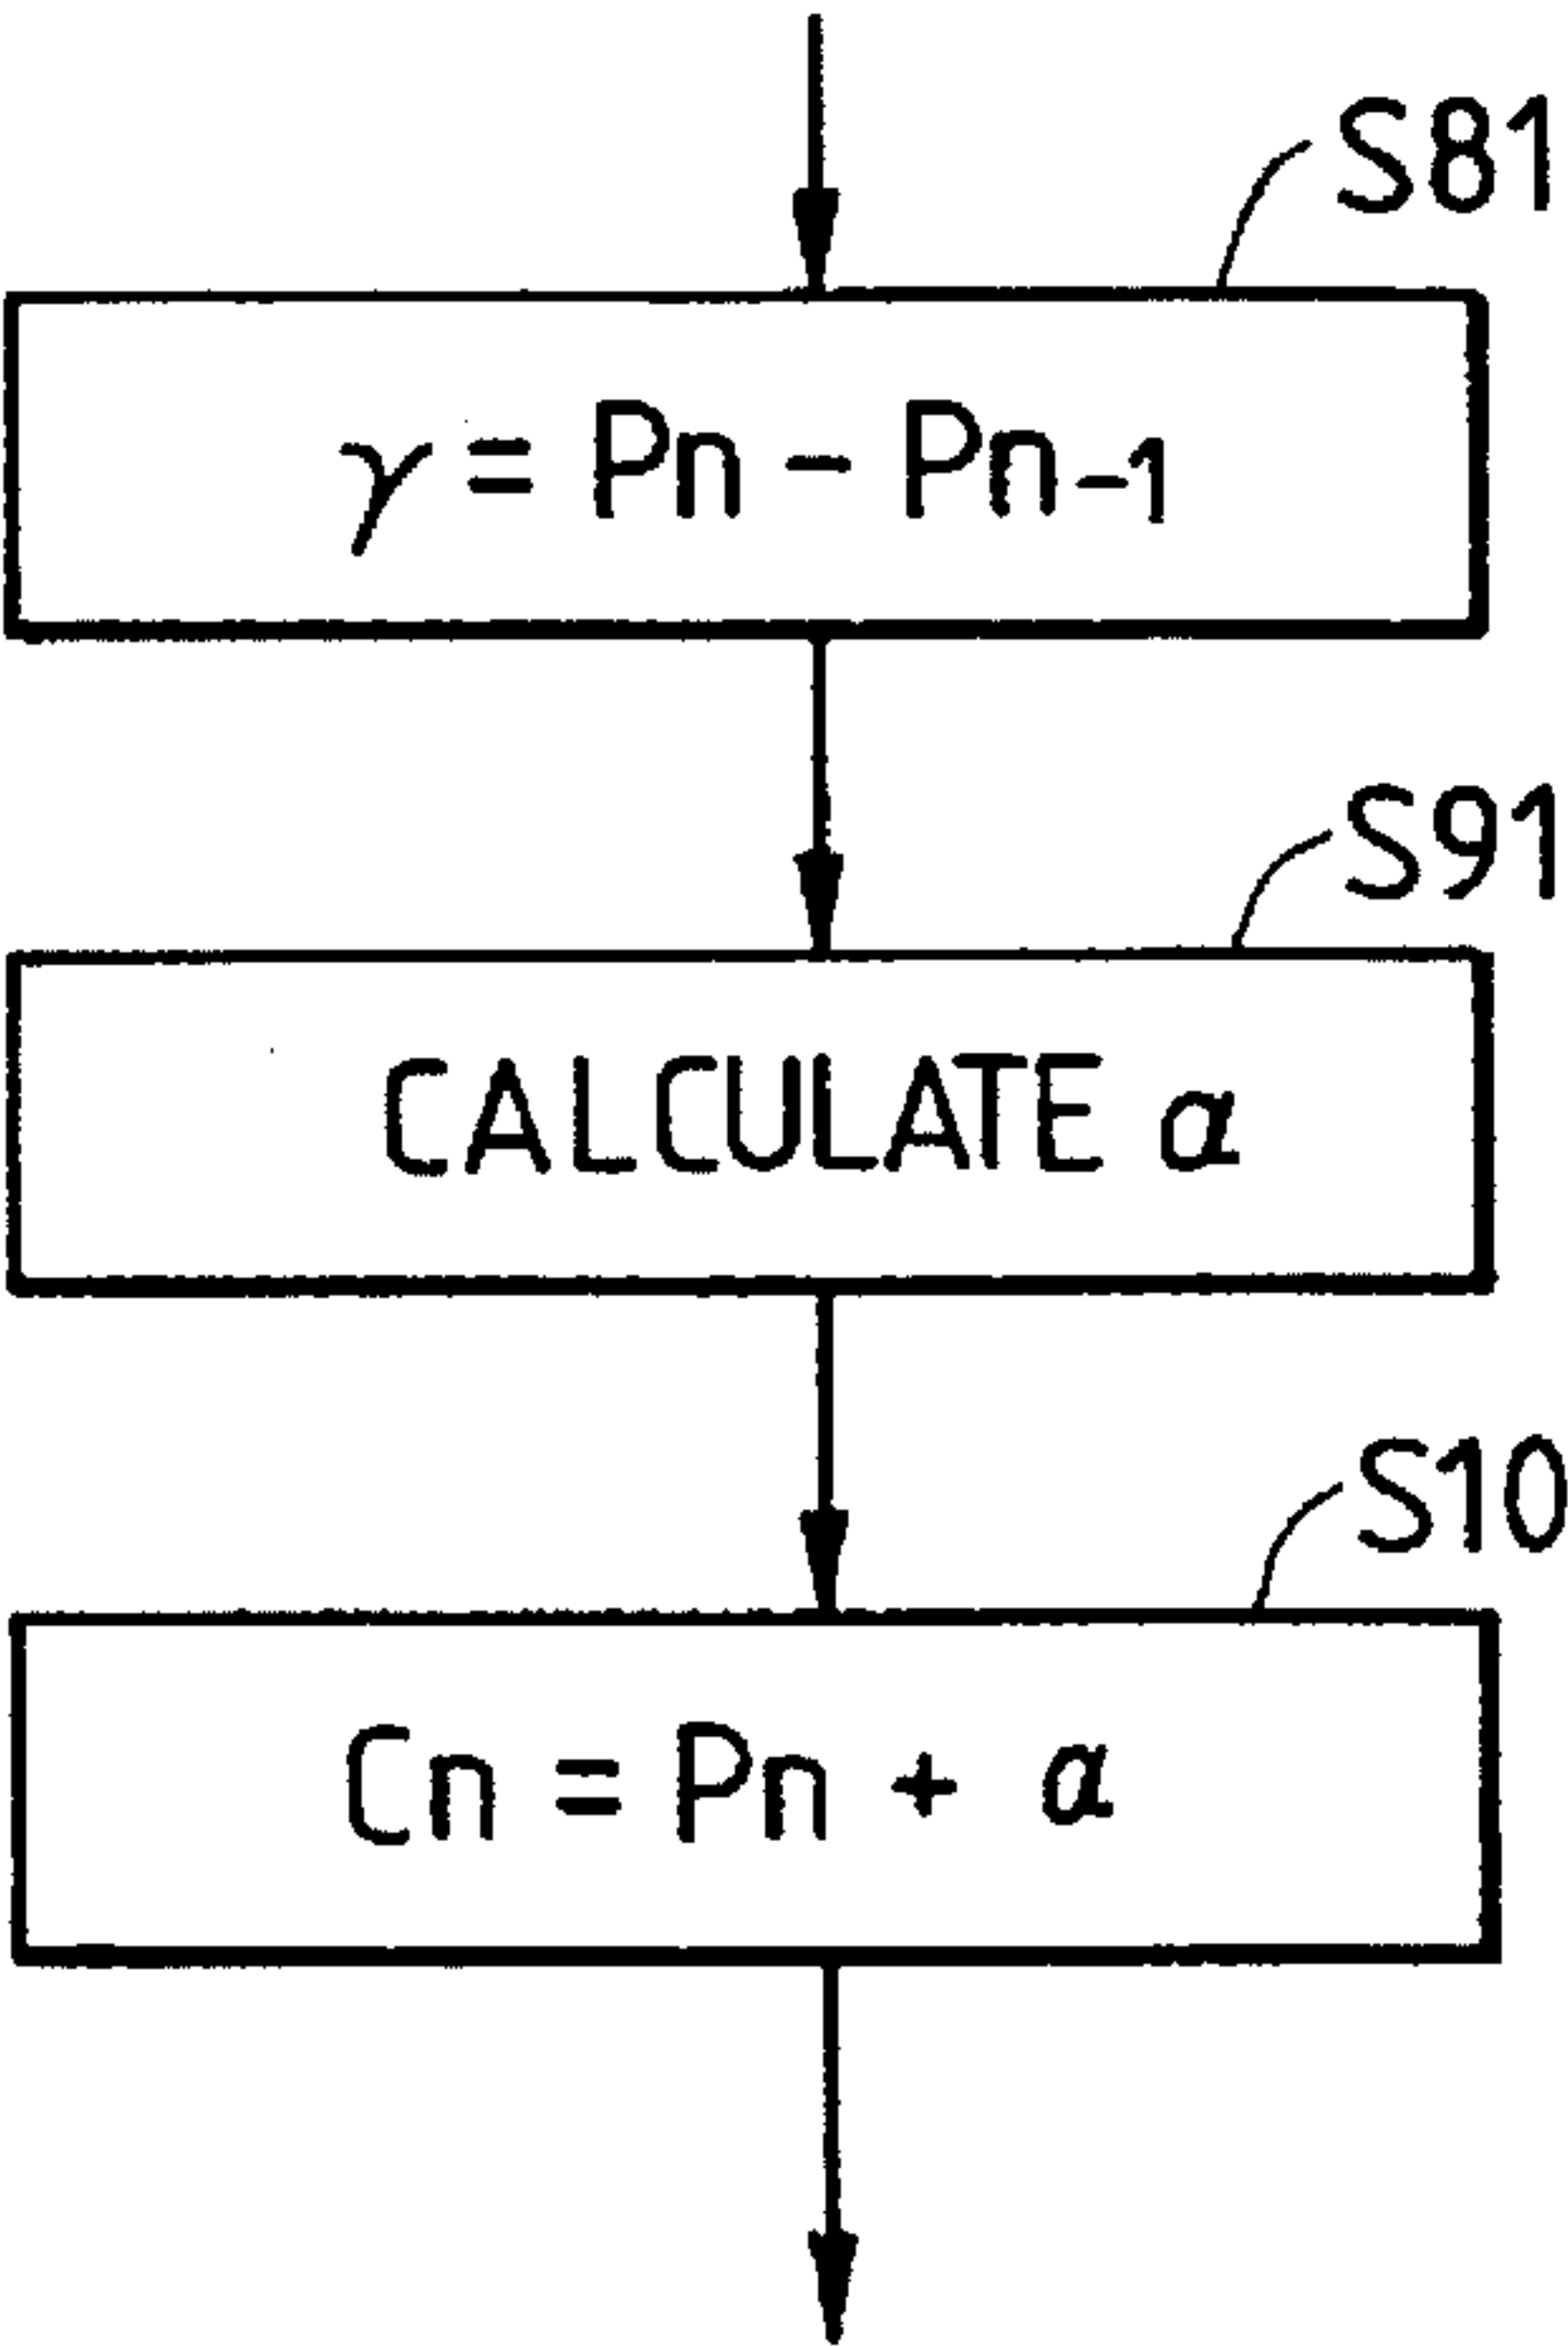 S81
γ = Pn - Pn-1
S91
CALCULATE α
S10
Cn = Pn + α